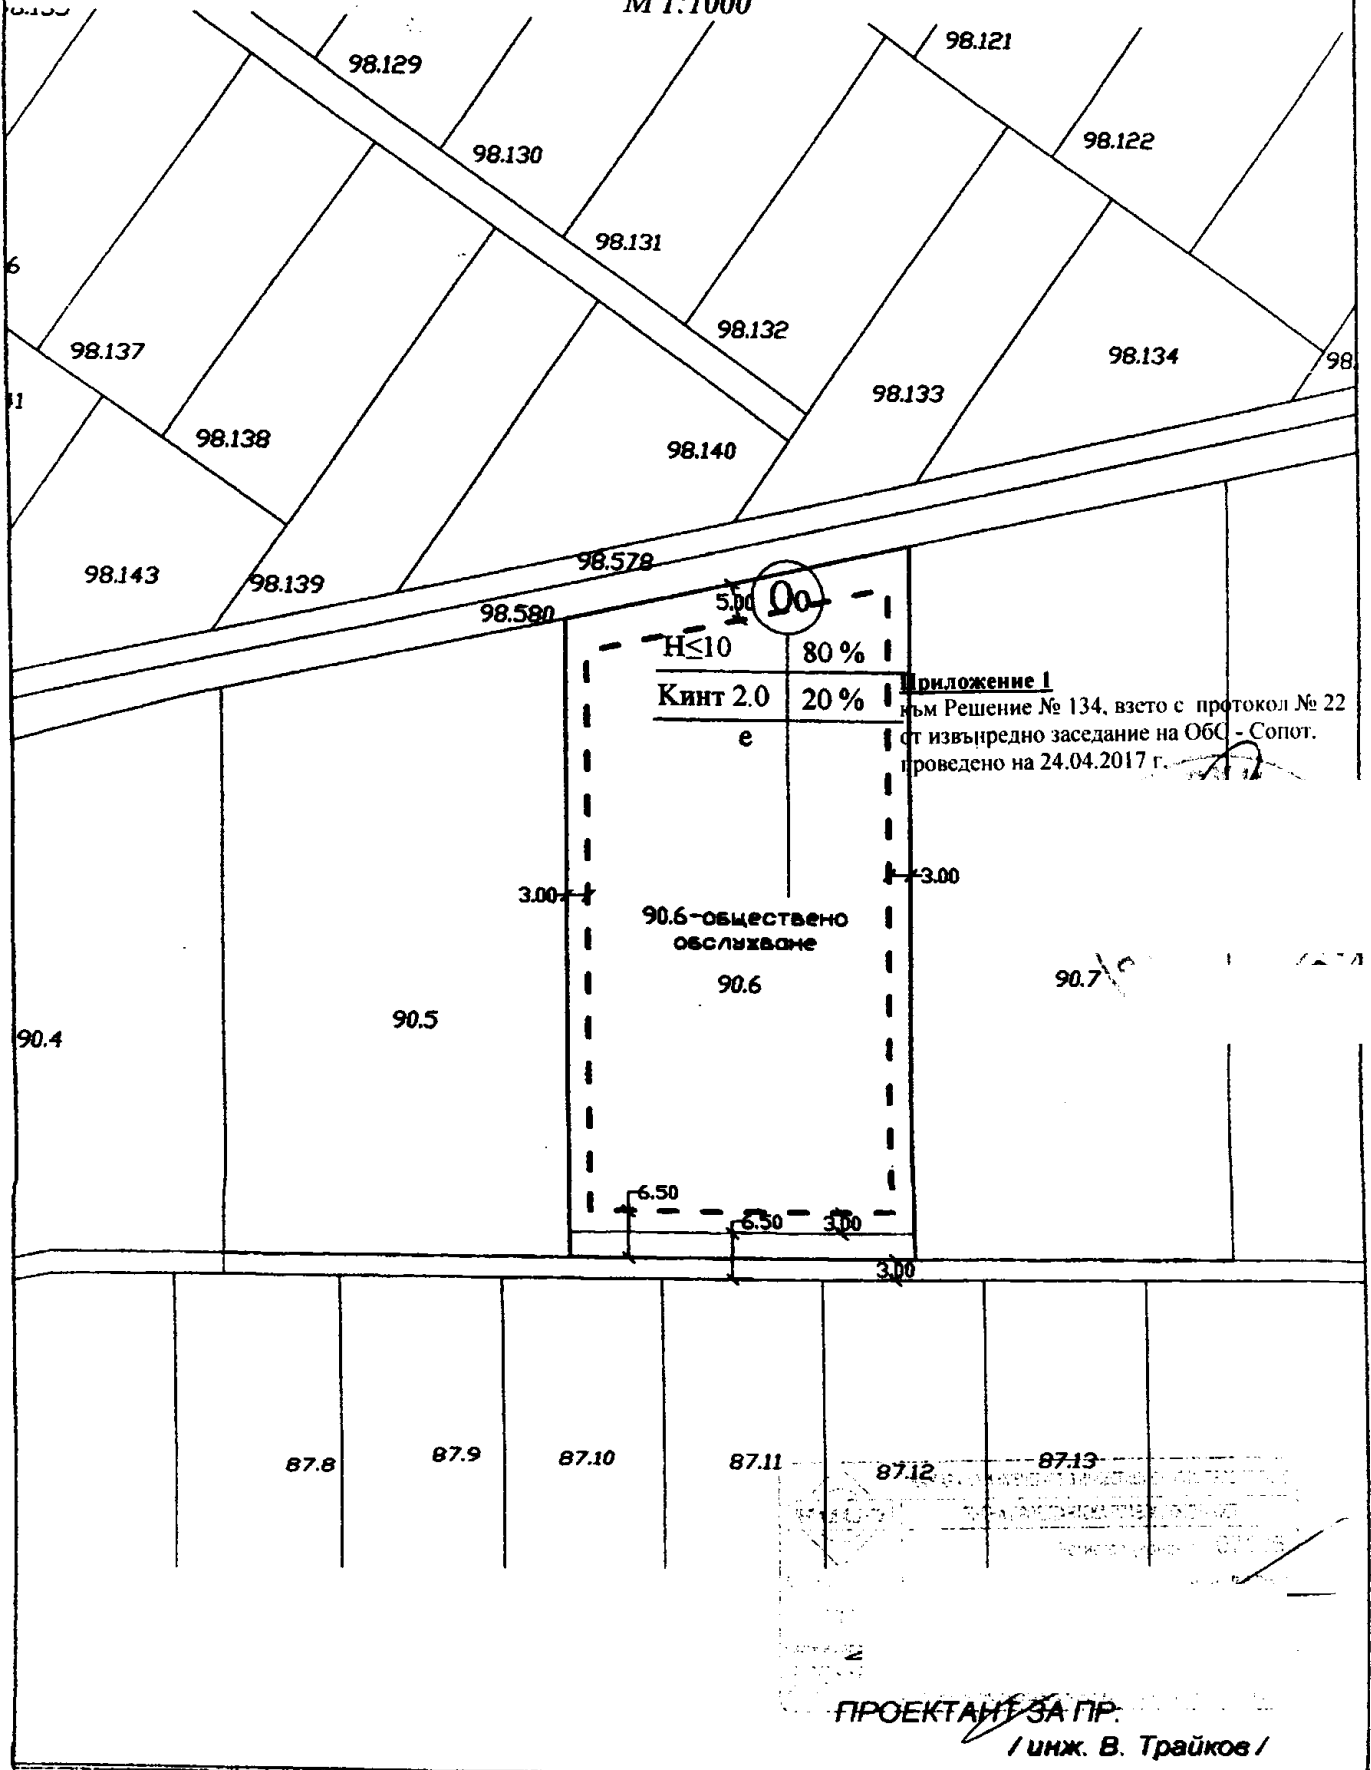 М 1:1000
98.129
98.121
98.130
98.122
98.131
98.132
98.137
98.134
98.133
98.138
98.140
98.143
98.139
98.578
98.580
5.00
Оо
H≤10 80 %
Кинт 2.0 20 %
е
Приложение 1
към Решение № 134, взето с протокол № 22
от извънредно заседание на ОбС - Сопот,
проведено на 24.04.2017 г.
3.00
3.00
90.6-обществено
обслужване
90.6
90.7
90.5
90.4
6.50
6.50
3.00
3.00
87.8
87.9
87.10
87.11
87.12
87.13
ПРОЕКТАНТ ЗА ПР:
/ инж. В. Трайков /